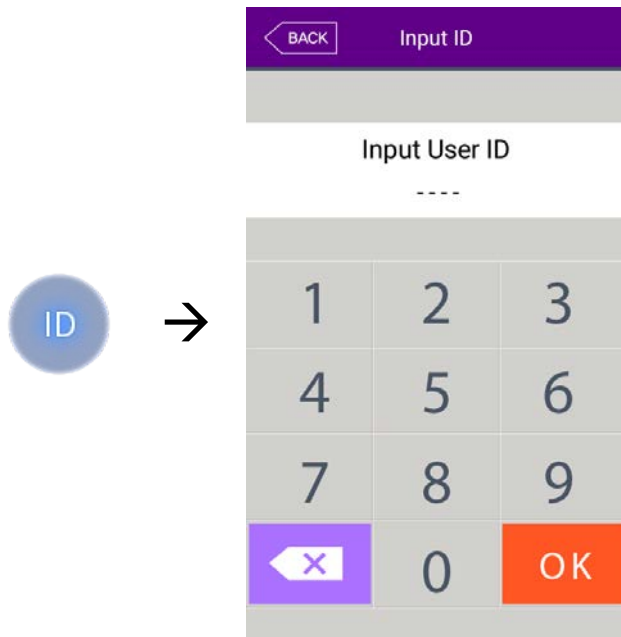 BACK Input ID
Input User ID
----
ID →
1 2 3
4 5 6
7 8 9
0 OK